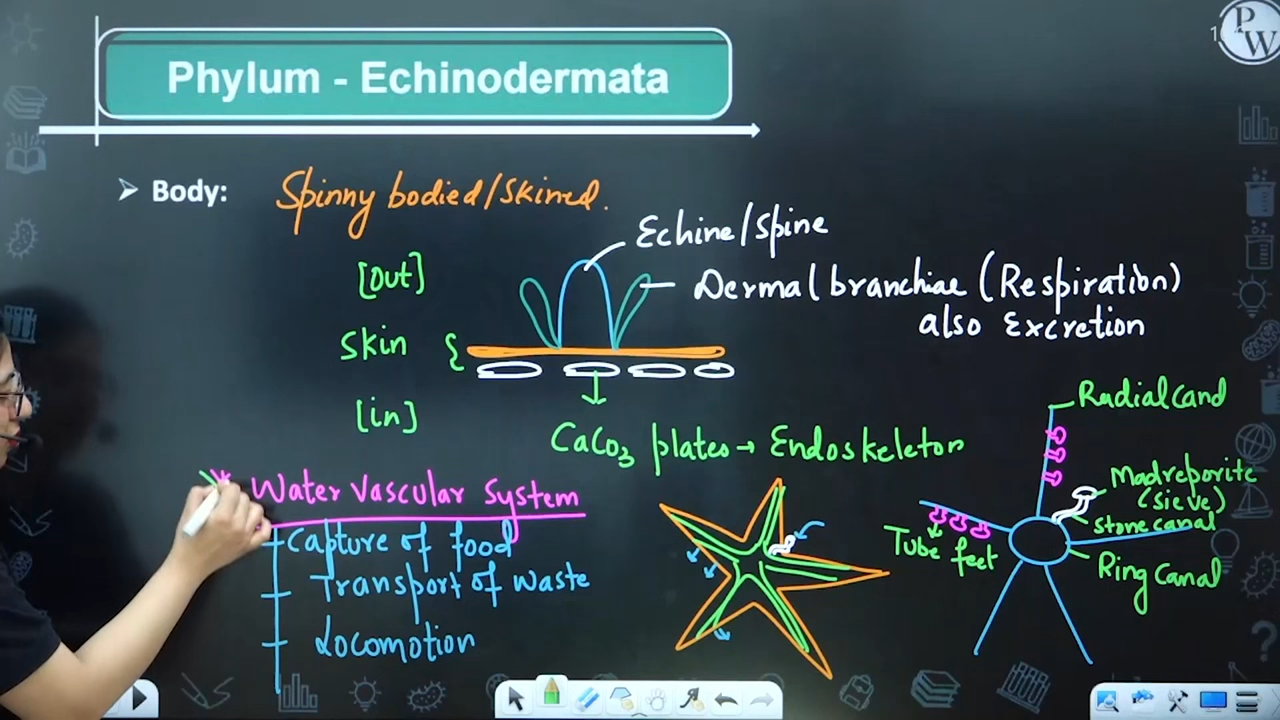 PW
Phylum - Echinodermata
➤ Body: Spinny bodied/skinned.
Echine/spine
[out]
Dermal branchiae (Respiration)
also Excretion
Skin {
[in]
CaCO3 plates → Endoskeleton
Radial canal
* Water Vascular System
Madreporite
(sieve)
stone canal
Capture of food
Tube feet
Ring Canal
Transport of waste
Locomotion